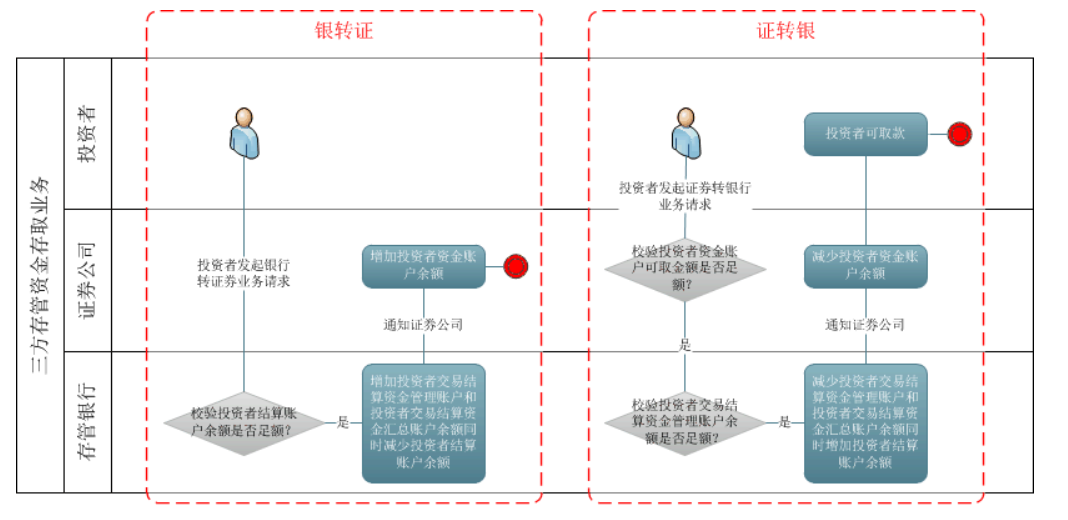 银转证
证转银
三方存管资金存取业务
投资者
证券公司
存管银行
投资者发起银行
转证券业务请求
校验投资者结算账
户余额是否足额？
是
增加投资者交易结
算资金管理账户和
投资者交易结算资
金汇总账户余额同
时减少投资者结算
账户余额
通知证券公司
增加投资者资金账
户余额
投资者发起证券转银行
业务请求
校验投资者资金账
户可取金额是否足
额？
是
校验投资者交易结
算资金管理账户余
额是否足额？
是
减少投资者交易结
算资金管理账户和
投资者交易结算资
金汇总账户余额同
时增加投资者结算
账户余额
通知证券公司
减少投资者资金账
户余额
投资者可取款